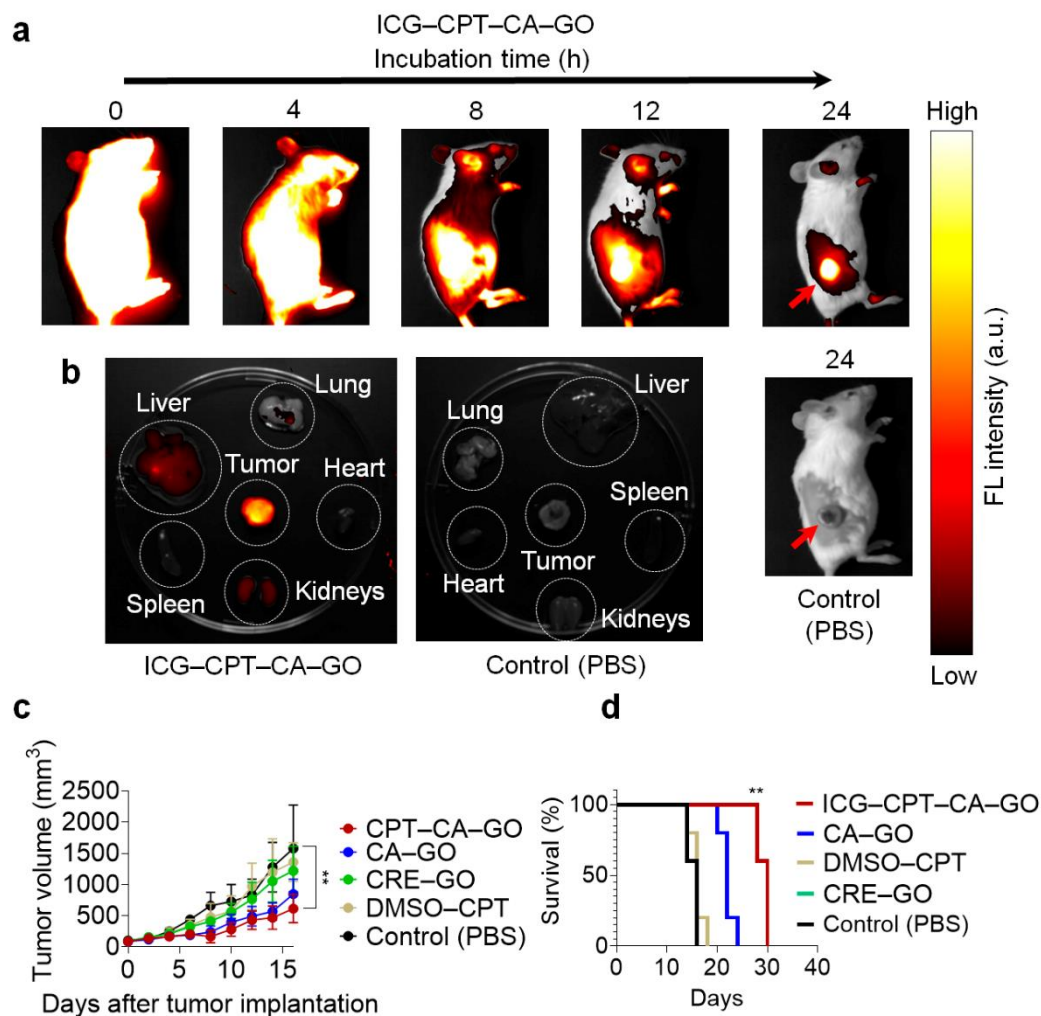 a
ICG–CPT–CA–GO
Incubation time (h)
0
4
8
12
24
High
FL intensity (a.u.)
Low
24
Control
(PBS)
b
Liver
Lung
Tumor
Heart
Spleen
Kidneys
ICG–CPT–CA–GO
Lung
Liver
Spleen
Heart
Tumor
Kidneys
Control (PBS)
c
Tumor volume (mm³)
2500
2000
1500
1000
500
0
0
5
10
15
Days after tumor implantation
CPT–CA–GO
CA–GO
CRE–GO
DMSO–CPT
Control (PBS)
**
d
Survival (%)
100
50
0
0
10
20
30
40
Days
**
ICG–CPT–CA–GO
CA–GO
DMSO–CPT
CRE–GO
Control (PBS)